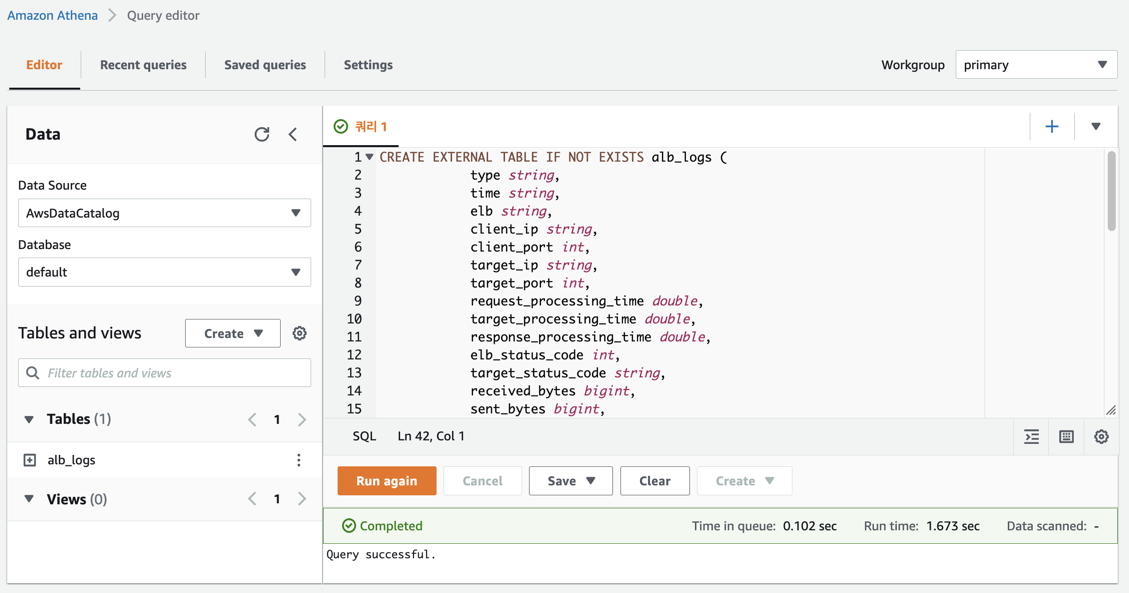 Amazon Athena > Query editor
Editor Recent queries Saved queries Settings
Workgroup primary
Data
Data Source
AwsDataCatalog
Database
default
Tables and views Create
Filter tables and views
Tables (1) 1
alb_logs
Views (0) 1
쿼리 1
1 CREATE EXTERNAL TABLE IF NOT EXISTS alb_logs (
2 type string,
3 time string,
4 elb string,
5 client_ip string,
6 client_port int,
7 target_ip string,
8 target_port int,
9 request_processing_time double,
10 target_processing_time double,
11 response_processing_time double,
12 elb_status_code int,
13 target_status_code string,
14 received_bytes bigint,
15 sent_bytes bigint,
SQL Ln 42, Col 1
Run again Cancel Save Clear Create
Completed Time in queue: 0.102 sec Run time: 1.673 sec Data scanned: -
Query successful.